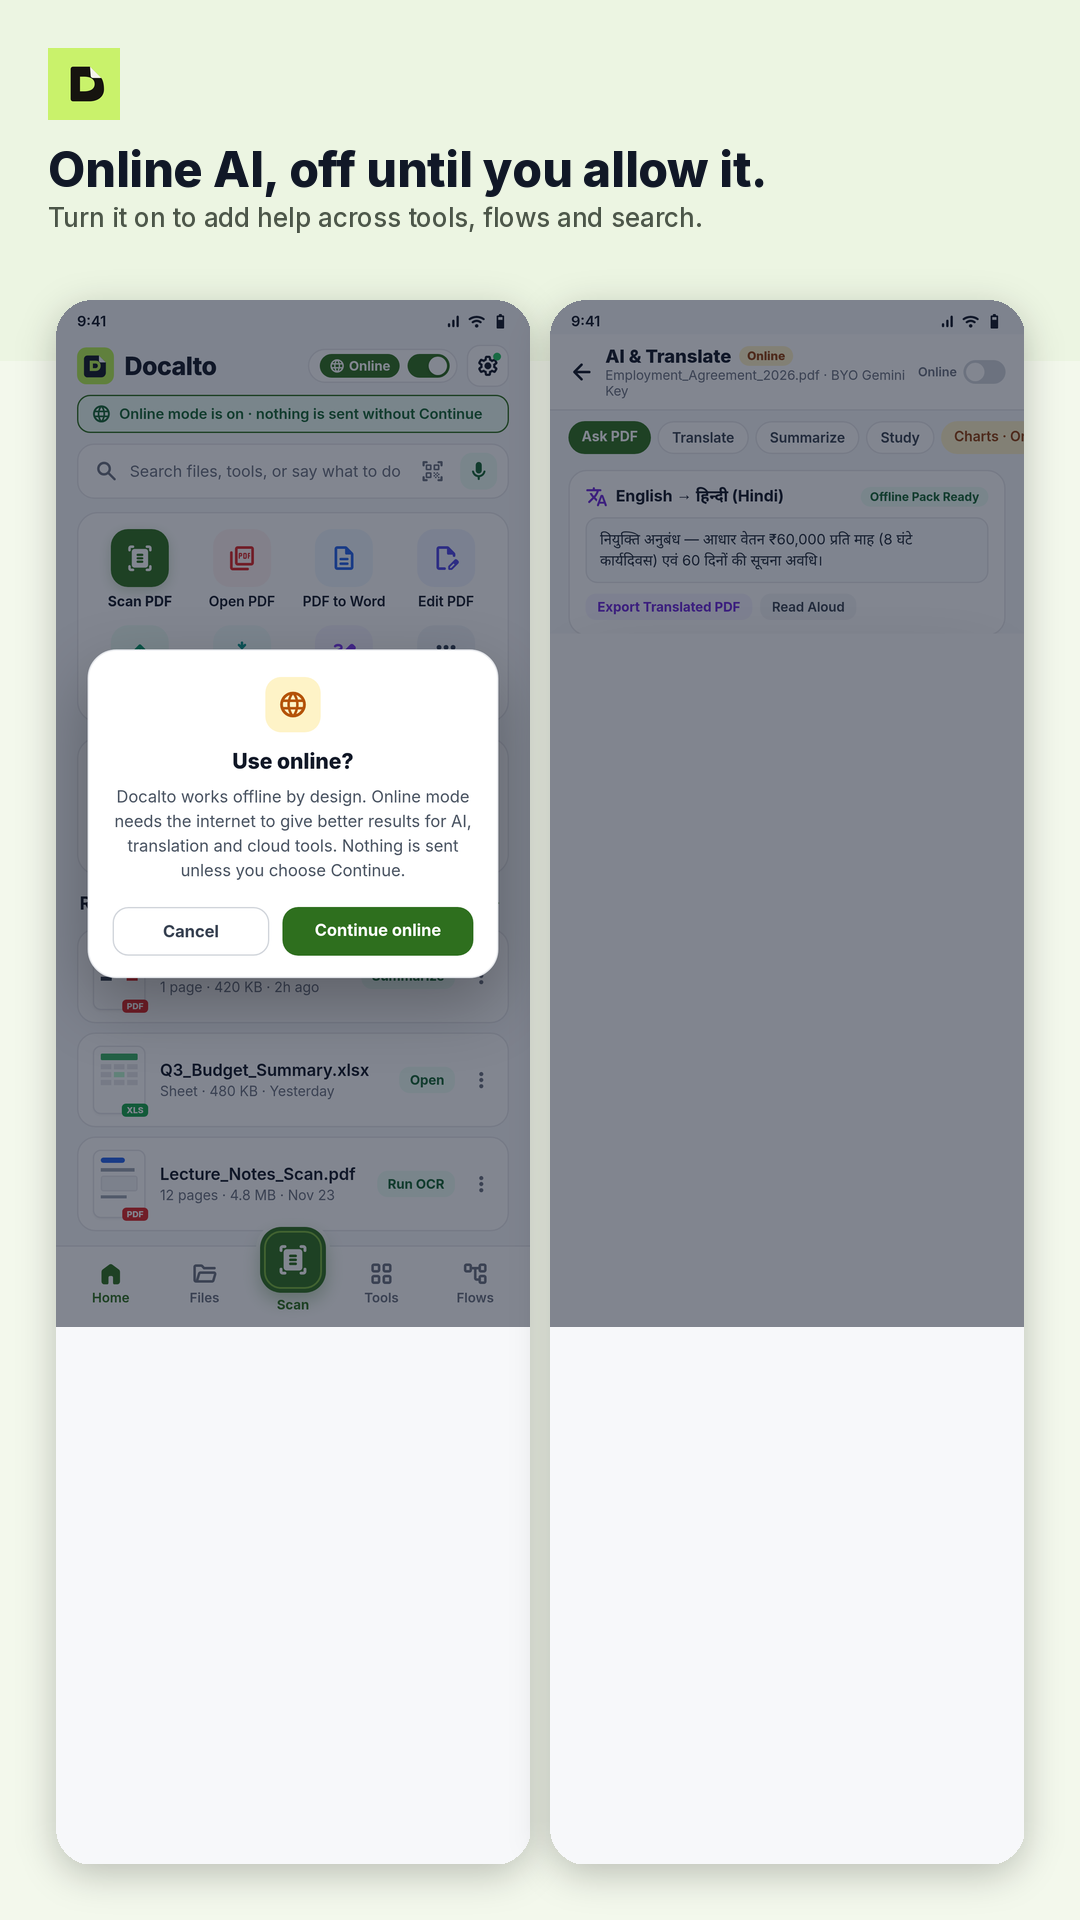 Online AI, off until you allow it.
Turn it on to add help across tools, flows and search.
9:41
Docalto
Online
Online mode is on · nothing is sent without Continue
Search files, tools, or say what to do
Scan PDF
Open PDF
PDF to Word
Edit PDF
Use online?
Docalto works offline by design. Online mode
needs the internet to give better results for AI,
translation and cloud tools. Nothing is sent
unless you choose Continue.
Cancel
Continue online
Summarize
1 page · 420 KB · 2h ago
PDF
Q3_Budget_Summary.xlsx
Sheet · 480 KB · Yesterday
Open
XLS
Lecture_Notes_Scan.pdf
12 pages · 4.8 MB · Nov 23
Run OCR
PDF
Home
Files
Scan
Tools
Flows
9:41
AI & Translate
Online
Employment_Agreement_2026.pdf · BYO Gemini
Key
Online
Ask PDF
Translate
Summarize
Study
Charts ·
English → हिन्दी (Hindi)
Offline Pack Ready
नियुक्ति अनुबंध — आधार वेतन ₹60,000 प्रति माह (8 घंटे
कार्यदिवस) एवं 60 दिनों की सूचना अवधि।
Export Translated PDF
Read Aloud